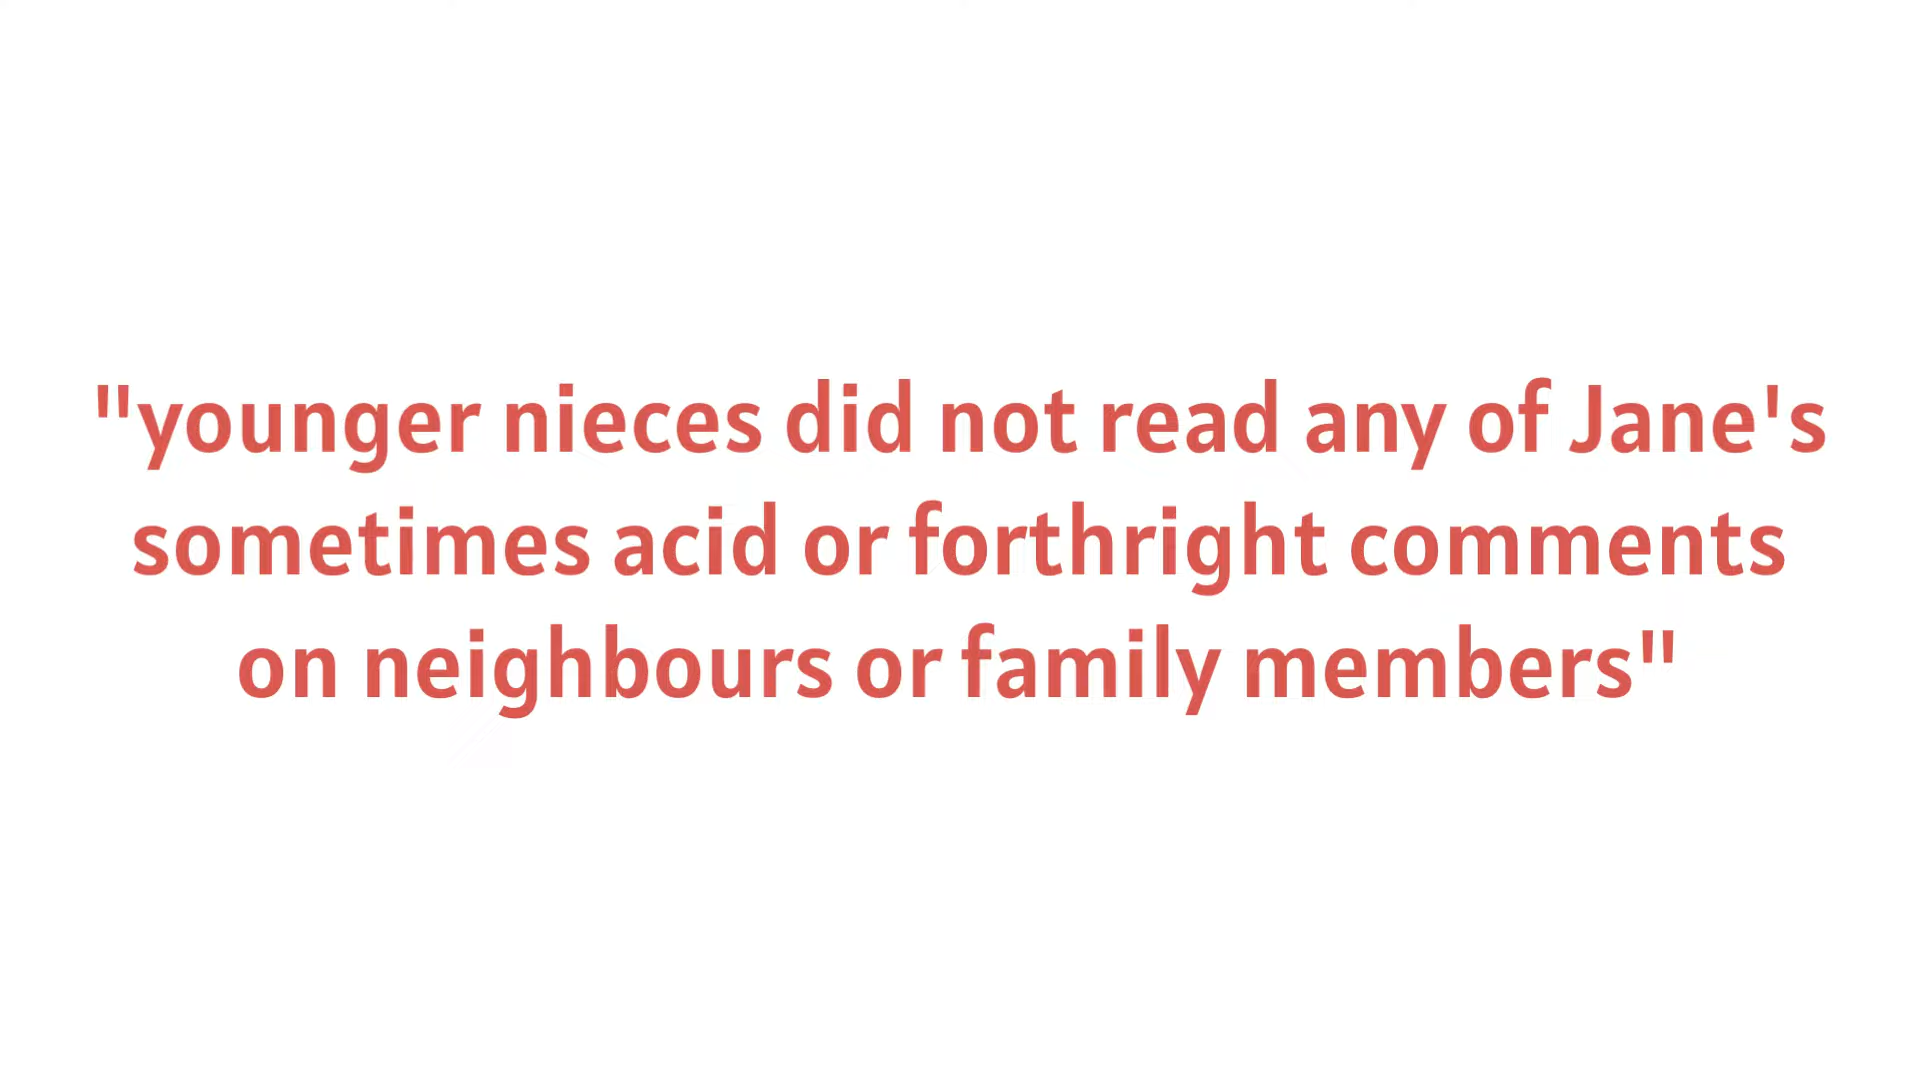 "younger nieces did not read any of Jane's
sometimes acid or forthright comments
on neighbours or family members"